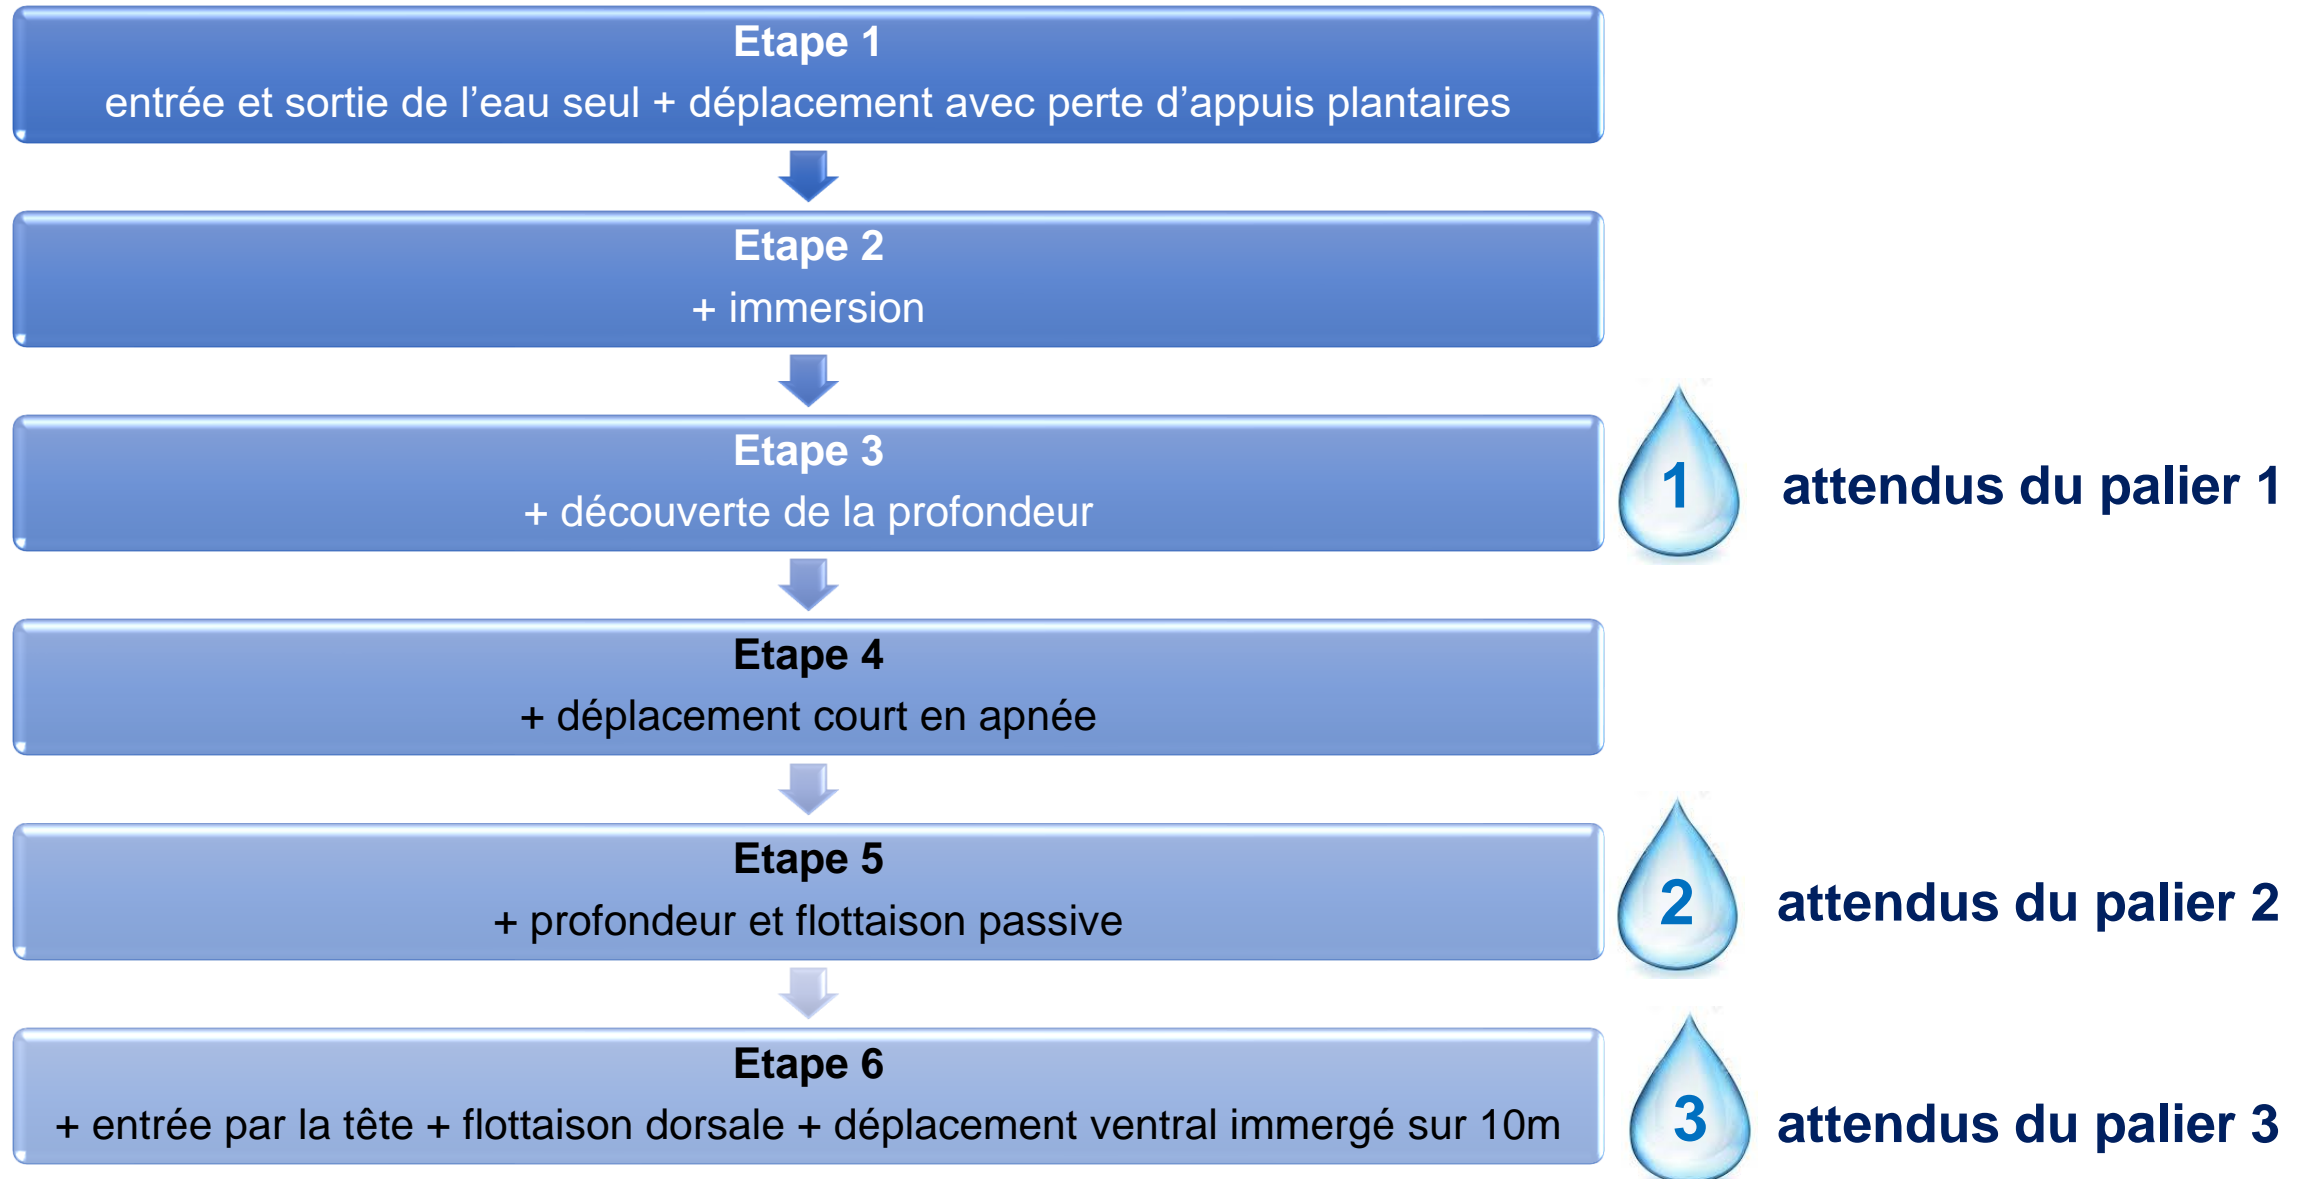 Etape 1
entrée et sortie de l'eau seul + déplacement avec perte d'appuis plantaires
Etape 2
+ immersion
Etape 3
+ découverte de la profondeur
1
attendus du palier 1
Etape 4
+ déplacement court en apnée
Etape 5
+ profondeur et flottaison passive
2
attendus du palier 2
Etape 6
+ entrée par la tête + flottaison dorsale + déplacement ventral immergé sur 10m
3
attendus du palier 3